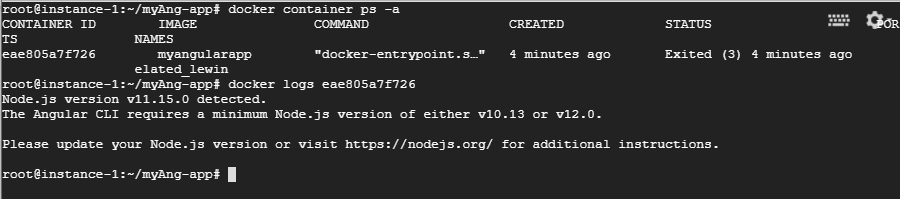 root@instance-1:~/myAng-app# docker container ps -a
CONTAINER ID IMAGE COMMAND CREATED STATUS POR
TS NAMES
eae805a7f726 myangularapp "docker-entrypoint.s…" 4 minutes ago Exited (3) 4 minutes ago
elated_lewin
root@instance-1:~/myAng-app# docker logs eae805a7f726
Node.js version v11.15.0 detected.
The Angular CLI requires a minimum Node.js version of either v10.13 or v12.0.
Please update your Node.js version or visit https://nodejs.org/ for additional instructions.
root@instance-1:~/myAng-app#